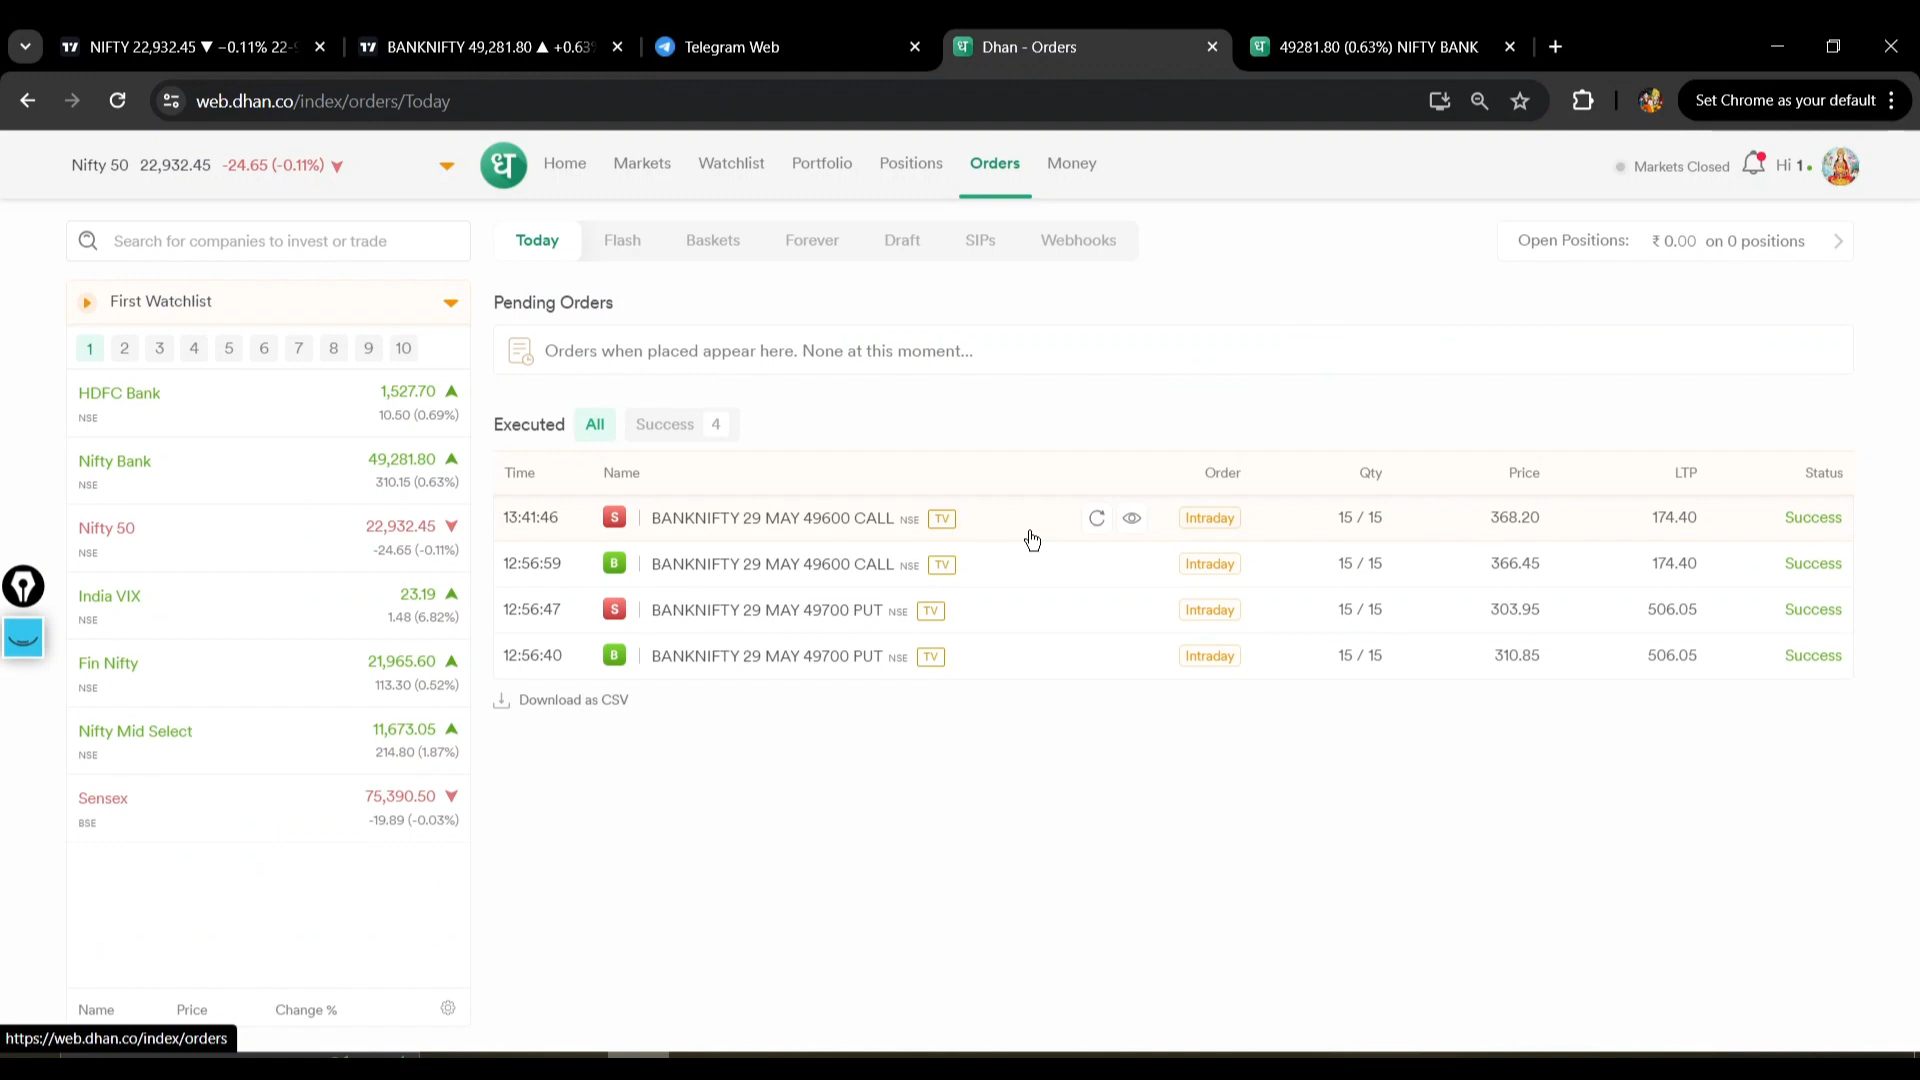 NIFTY 22,932.45 ▼ −0.11% 22-
BANKNIFTY 49,281.80 ▲ +0.63%
Telegram Web
Dhan - Orders
49281.80 (0.63%) NIFTY BANK
web.dhan.co/index/orders/Today
Set Chrome as your default
Nifty 50 22,932.45 -24.65 (-0.11%)
ध
Home
Markets
Watchlist
Portfolio
Positions
Orders
Money
Markets Closed
Hi 1
Search for companies to invest or trade
Today
Flash
Baskets
Forever
Draft
SIPs
Webhooks
Open Positions: ₹ 0.00 on 0 positions
First Watchlist
1 2 3 4 5 6 7 8 9 10
HDFC Bank 1,527.70
NSE 10.50 (0.69%)
Nifty Bank 49,281.80
NSE 310.15 (0.63%)
Nifty 50 22,932.45
NSE -24.65 (-0.11%)
India VIX 23.19
NSE 1.48 (6.82%)
Fin Nifty 21,965.60
NSE 113.30 (0.52%)
Nifty Mid Select 11,673.05
NSE 214.80 (1.87%)
Sensex 75,390.50
BSE -19.89 (-0.03%)
Name Price Change %
Pending Orders
Orders when placed appear here. None at this moment...
Executed All Success 4
Time Name Order Qty Price LTP Status
13:41:46 S BANKNIFTY 29 MAY 49600 CALL NSE TV Intraday 15 / 15 368.20 174.40 Success
12:56:59 B BANKNIFTY 29 MAY 49600 CALL NSE TV Intraday 15 / 15 366.45 174.40 Success
12:56:47 S BANKNIFTY 29 MAY 49700 PUT NSE TV Intraday 15 / 15 303.95 506.05 Success
12:56:40 B BANKNIFTY 29 MAY 49700 PUT NSE TV Intraday 15 / 15 310.85 506.05 Success
Download as CSV
https://web.dhan.co/index/orders